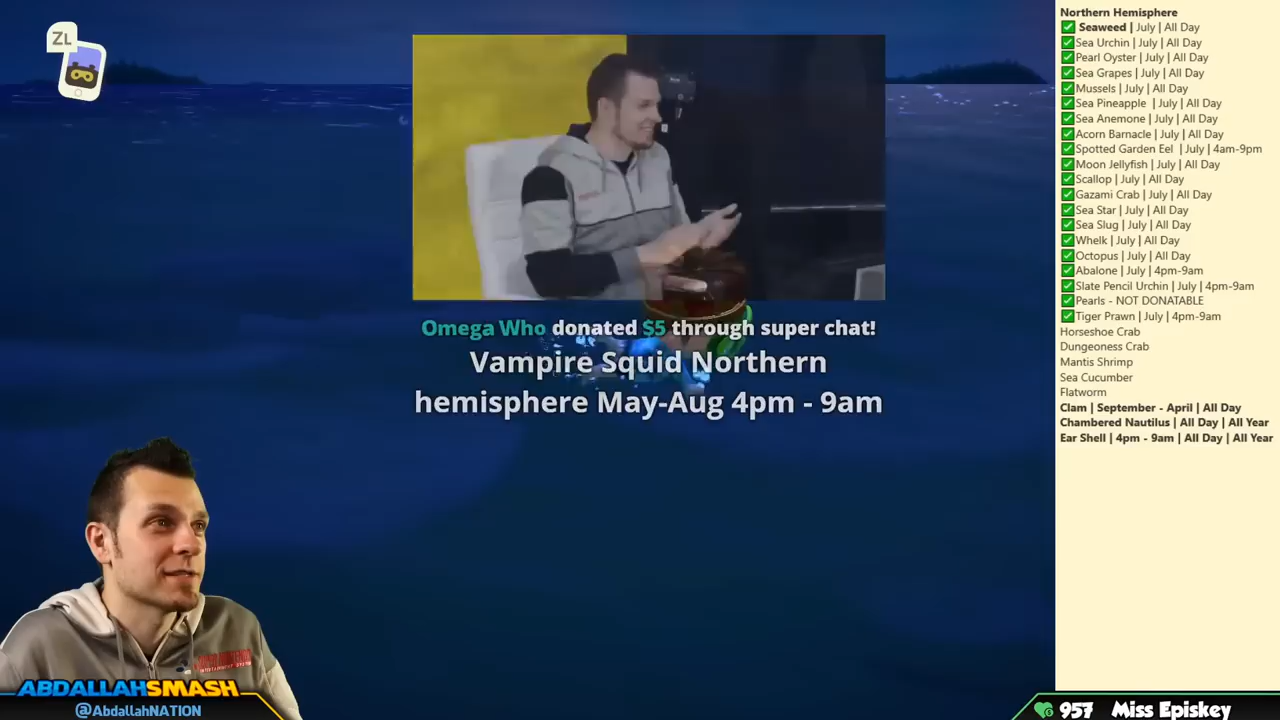 ZL
Omega Who donated $5 through super chat!
Vampire Squid Northern
hemisphere May-Aug 4pm - 9am
Northern Hemisphere
✅ Seaweed | July | All Day
✅ Sea Urchin | July | All Day
✅ Pearl Oyster | July | All Day
✅ Sea Grapes | July | All Day
✅ Mussels | July | All Day
✅ Sea Pineapple | July | All Day
✅ Sea Anemone | July | All Day
✅ Acorn Barnacle | July | All Day
✅ Spotted Garden Eel | July | 4am-9pm
✅ Moon Jellyfish | July | All Day
✅ Scallop | July | All Day
✅ Gazami Crab | July | All Day
✅ Sea Star | July | All Day
✅ Sea Slug | July | All Day
✅ Whelk | July | All Day
✅ Octopus | July | All Day
✅ Abalone | July | 4pm-9am
✅ Slate Pencil Urchin | July | 4pm-9am
✅ Pearls - NOT DONATABLE
✅ Tiger Prawn | July | 4pm-9am
Horseshoe Crab
Dungeoness Crab
Mantis Shrimp
Sea Cucumber
Flatworm
Clam | September - April | All Day
Chambered Nautilus | All Day | All Year
Ear Shell | 4pm - 9am | All Day | All Year
ABDALLAHSMASH
@AbdallahNATION
957 Miss Episkey